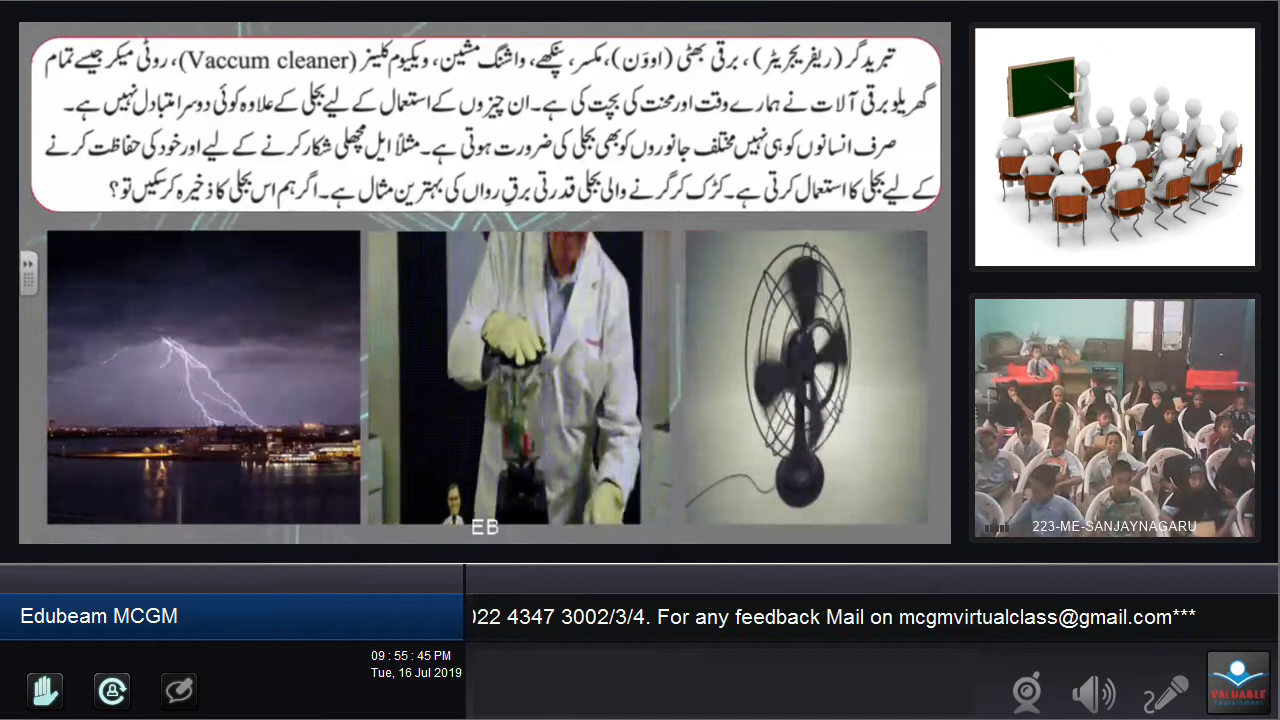 تبرید گر (ریفریجریٹر) ، برقی بھٹی (اووَن)، مکسر، پنکھے، واشنگ مشین، ویکیوم کلینر (Vaccum cleaner)، روٹی میکر جیسے تمام
گھریلو برقی آلات نے ہمارے وقت اور محنت کی بچت کی ہے۔ ان چیزوں کے استعمال کے لیے بجلی کے علاوہ کوئی دوسرا متبادل نہیں ہے۔
صرف انسانوں کو ہی نہیں مختلف جانوروں کو بھی بجلی کی ضرورت ہوتی ہے۔ مثلاً ایل مچھلی شکار کرنے کے لیے اور خود کی حفاظت کرنے
کے لیے بجلی کا استعمال کرتی ہے۔ کڑک کر گرنے والی بجلی قدرتی برقِ رواں کی بہترین مثال ہے۔ اگر ہم اس بجلی کا ذخیرہ کرسکیں تو؟
EB
223-ME-SANJAYNAGARU
Edubeam MCGM
022 4347 3002/3/4. For any feedback Mail on mcgmvirtualclass@gmail.com***
09 : 55 : 45 PM
Tue, 16 Jul 2019
VALUABLE